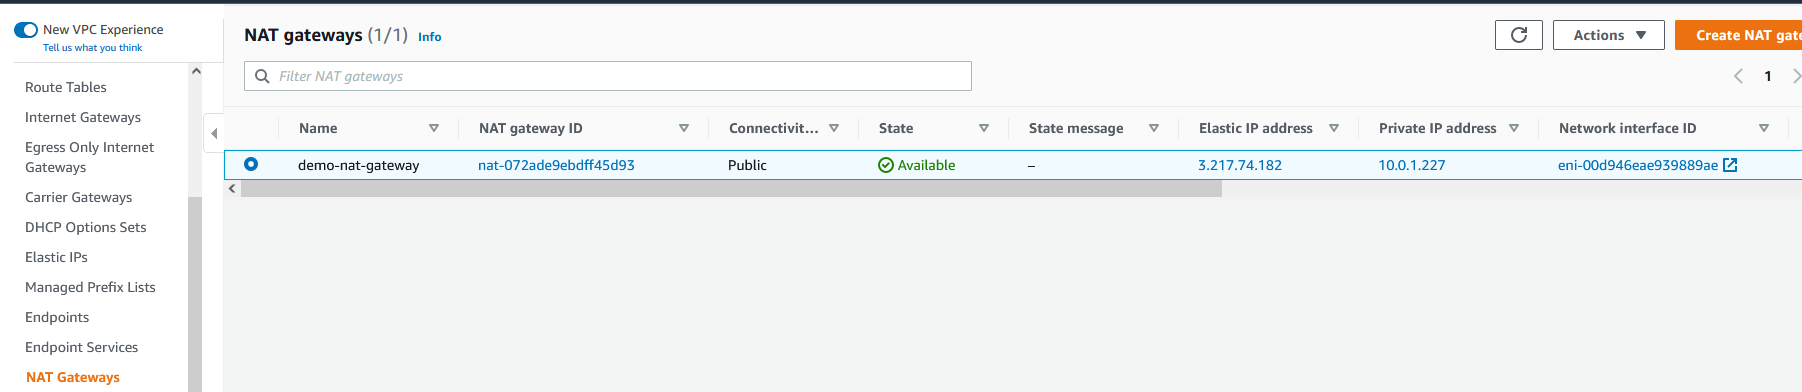 New VPC Experience
Tell us what you think
Route Tables
Internet Gateways
Egress Only Internet
Gateways
Carrier Gateways
DHCP Options Sets
Elastic IPs
Managed Prefix Lists
Endpoints
Endpoint Services
NAT Gateways
NAT gateways (1/1) Info
Actions
Create NAT gate
Filter NAT gateways
1
Name NAT gateway ID Connectivit... State State message Elastic IP address Private IP address Network interface ID
demo-nat-gateway nat-072ade9ebdff45d93 Public Available – 3.217.74.182 10.0.1.227 eni-00d946eae939889ae